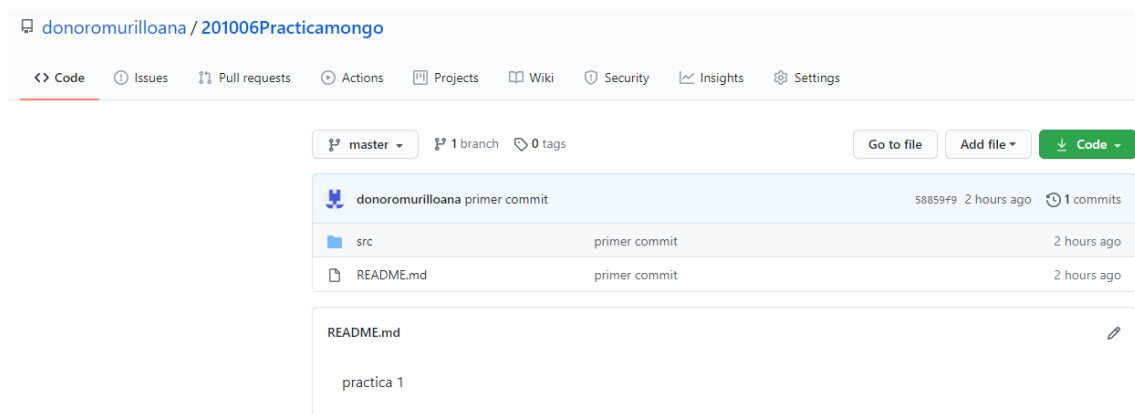 donoromurilloana / 201006Practicamongo
Code Issues Pull requests Actions Projects Wiki Security Insights Settings
master 1 branch 0 tags Go to file Add file Code
donoromurilloana primer commit 58859f9 2 hours ago 1 commits
src primer commit 2 hours ago
README.md primer commit 2 hours ago
README.md
practica 1